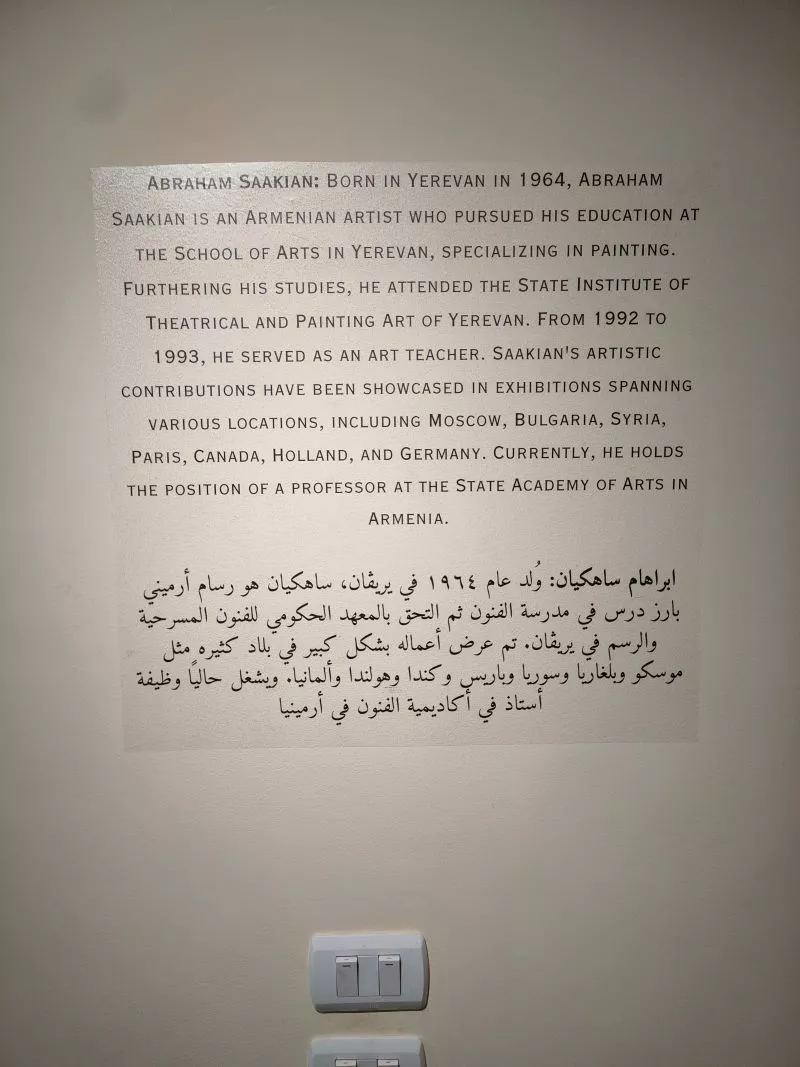 ABRAHAM SAAKIAN: BORN IN YEREVAN IN 1964, ABRAHAM
SAAKIAN IS AN ARMENIAN ARTIST WHO PURSUED HIS EDUCATION AT
THE SCHOOL OF ARTS IN YEREVAN, SPECIALIZING IN PAINTING.
FURTHERING HIS STUDIES, HE ATTENDED THE STATE INSTITUTE OF
THEATRICAL AND PAINTING ART OF YEREVAN. FROM 1992 TO
1993, HE SERVED AS AN ART TEACHER. SAAKIAN'S ARTISTIC
CONTRIBUTIONS HAVE BEEN SHOWCASED IN EXHIBITIONS SPANNING
VARIOUS LOCATIONS, INCLUDING MOSCOW, BULGARIA, SYRIA,
PARIS, CANADA, HOLLAND, AND GERMANY. CURRENTLY, HE HOLDS
THE POSITION OF A PROFESSOR AT THE STATE ACADEMY OF ARTS IN
ARMENIA.
ابراهام ساهكيان: وُلد عام ١٩٦٤ في يريڤان، ساهكيان هو رسام أرميني
بارز درس في مدرسة الفنون ثم التحق بالمعهد الحكومي للفنون المسرحية
والرسم في يريڤان. تم عرض أعماله بشكل كبير في بلاد كثيره مثل
موسكو وبلغاريا وسوريا وباريس وكندا وهولندا وألمانيا. ويشغل حاليًا وظيفة
أستاذ في أكاديمية الفنون في أرمينيا